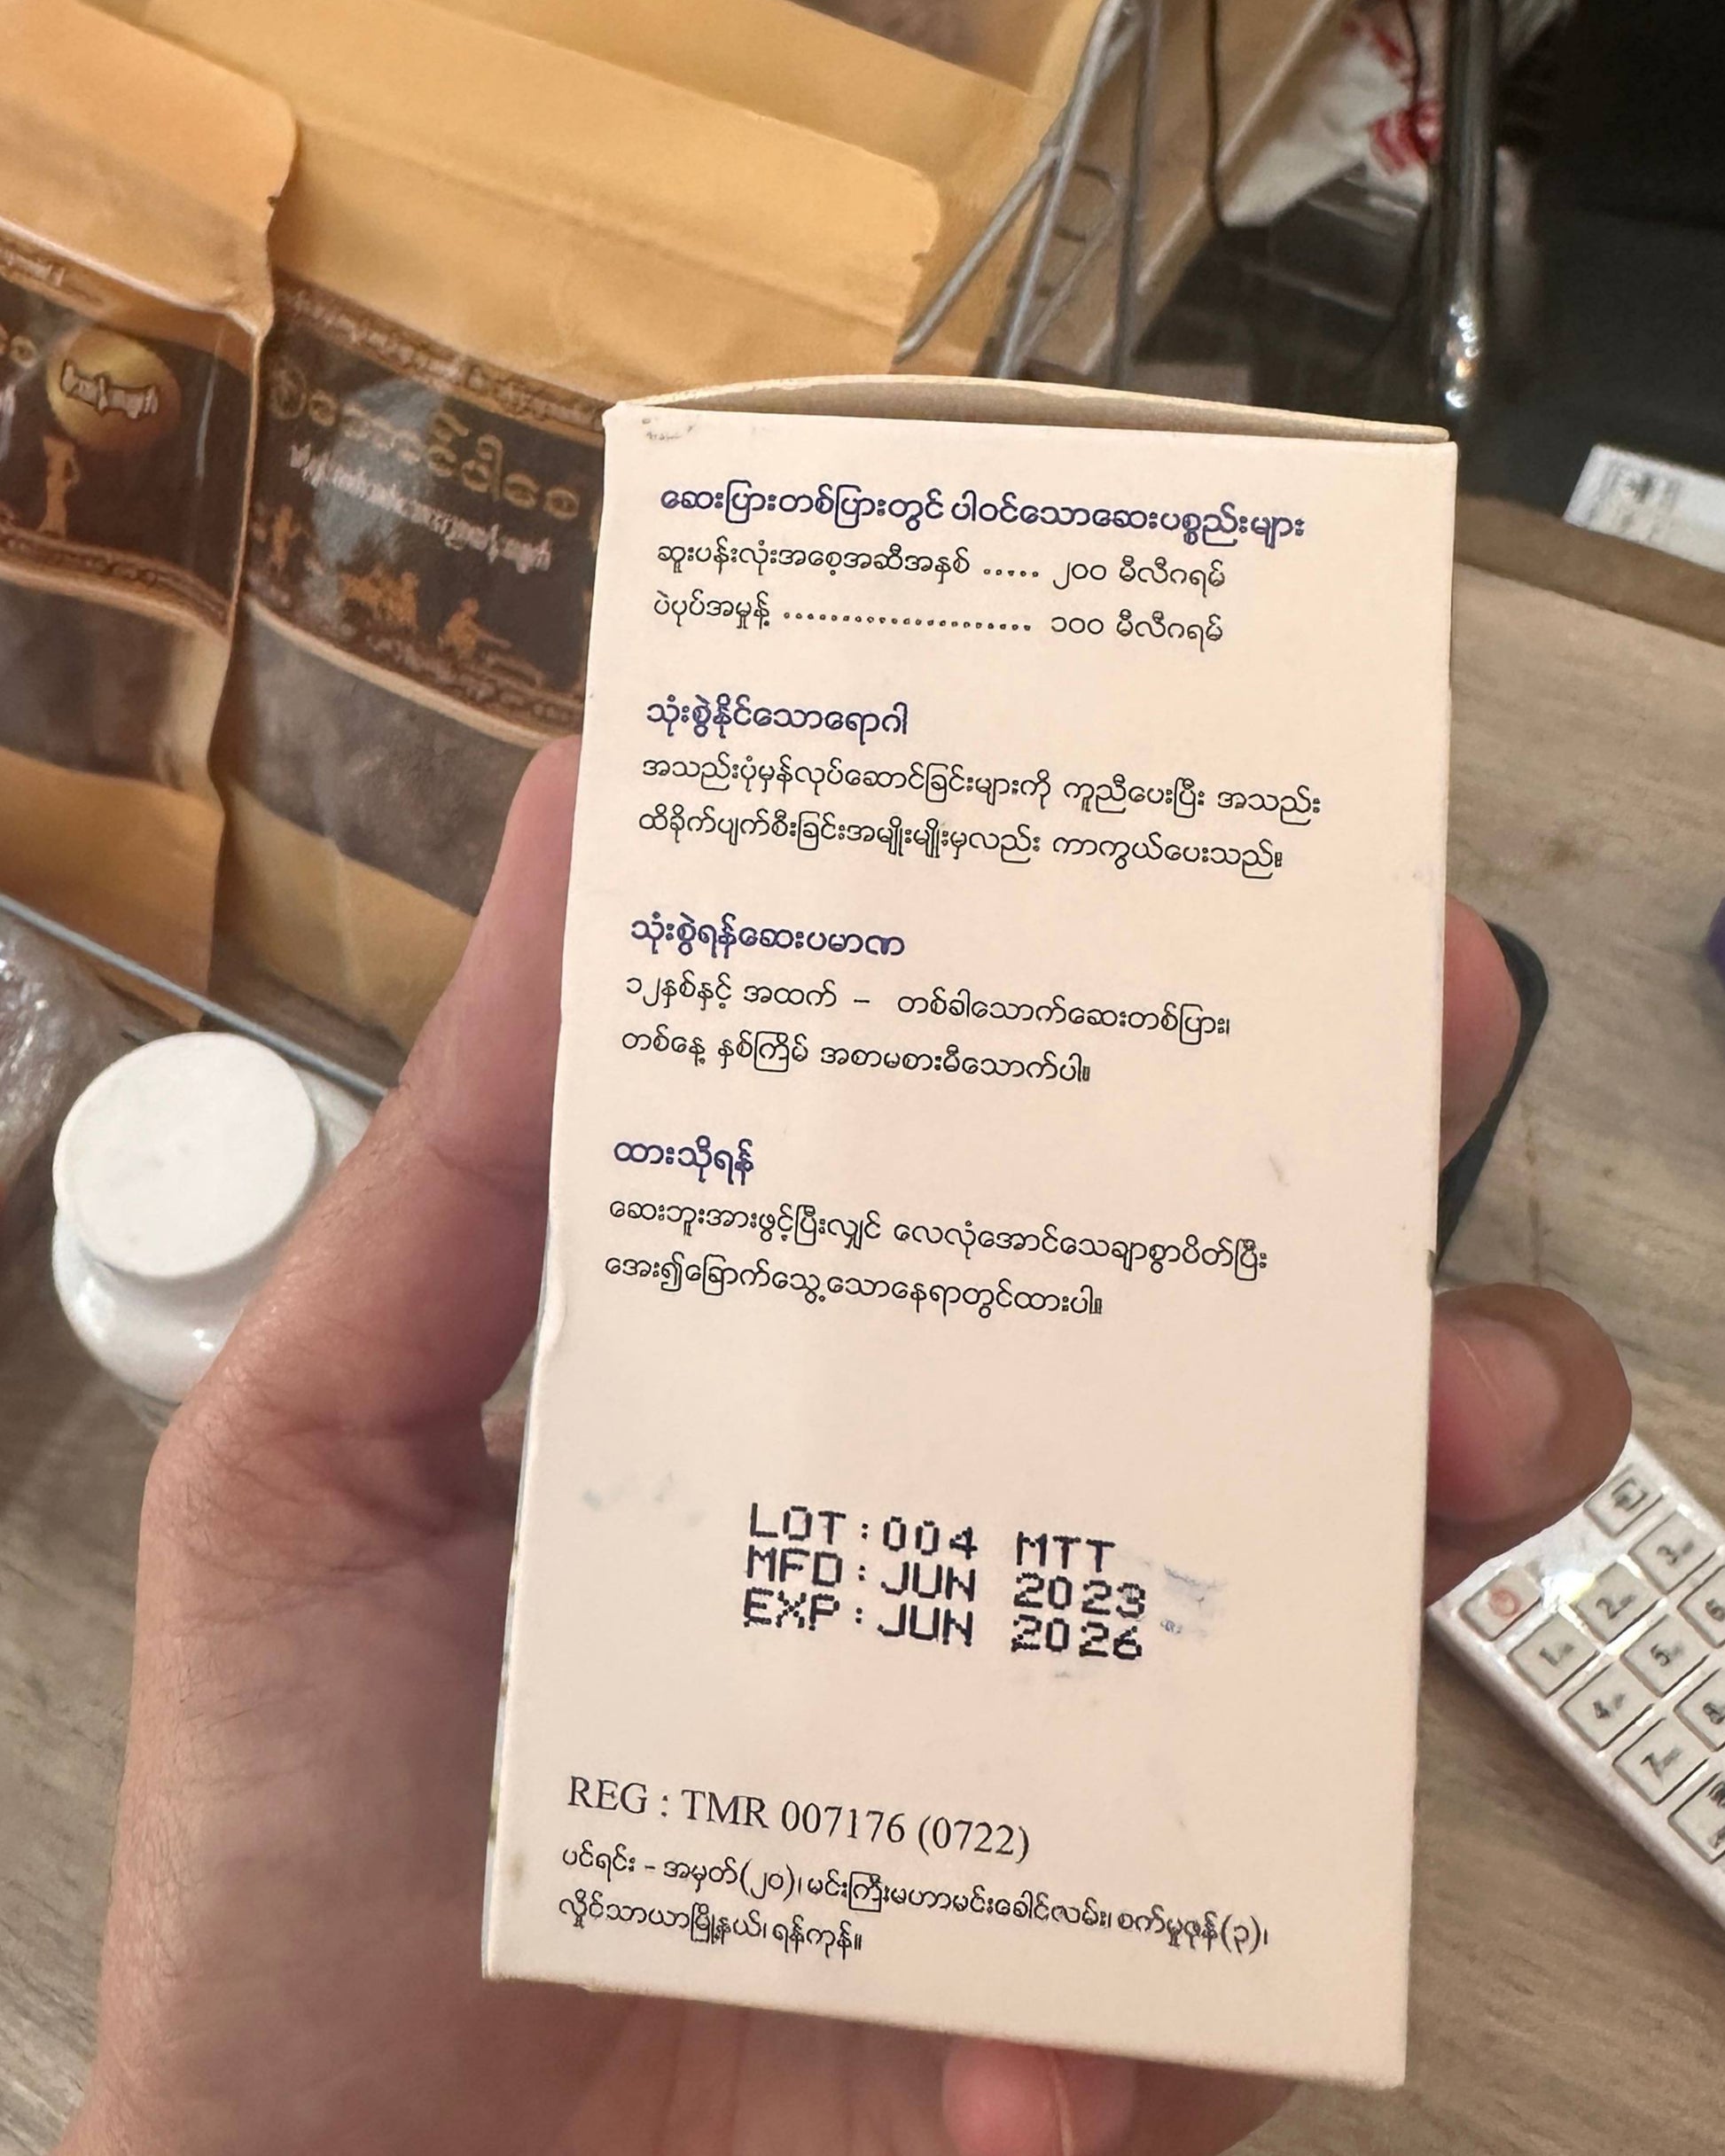 ဆေးပြားတစ်ပြားတွင် ပါဝင်သောဆေးပစ္စည်းများ
ဆူးပန်းလုံးအစေ့အဆီအနှစ် ..... ၂၀၀ မီလီဂရမ်
ပဲပုပ်အမှုန့် ...................... ၁၀၀ မီလီဂရမ်
သုံးစွဲနိုင်သောရောဂါ
အသည်းပုံမှန်လုပ်ဆောင်ခြင်းများကို ကူညီပေးပြီး အသည်း
ထိခိုက်ပျက်စီးခြင်းအမျိုးမျိုးမှလည်း ကာကွယ်ပေးသည်။
သုံးစွဲရန်ဆေးပမာဏ
၁၂နှစ်နှင့် အထက် – တစ်ခါသောက်ဆေးတစ်ပြား၊
တစ်နေ့ နှစ်ကြိမ် အစာမစားမီသောက်ပါ။
ထားသိုရန်
ဆေးဘူးအားဖွင့်ပြီးလျှင် လေလုံအောင်သေချာစွာပိတ်ပြီး
အေး၍ခြောက်သွေ့သောနေရာတွင်ထားပါ။
LOT : 004 MTT
MFD : JUN 2023
EXP : JUN 2026
REG : TMR 007176 (0722)
ပင်ရင်း - အမှတ်(၂၀)၊ မင်းကြီးမဟာမင်းခေါင်လမ်း၊ စက်မှုဇုန်(၃)၊
လှိုင်သာယာမြို့နယ်၊ ရန်ကုန်။